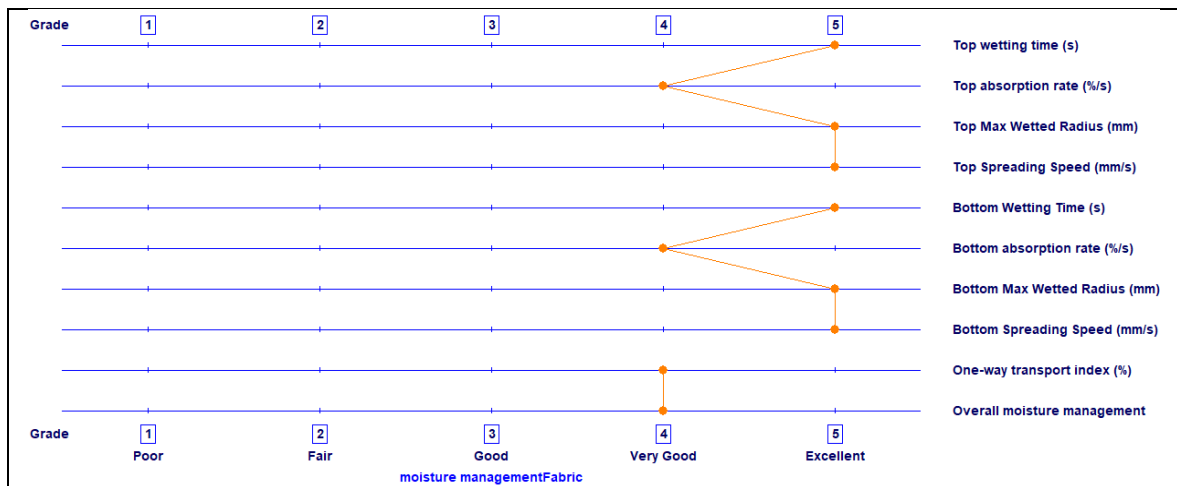 Grade 1 2 3 4 5
Top wetting time (s)
Top absorption rate (%/s)
Top Max Wetted Radius (mm)
Top Spreading Speed (mm/s)
Bottom Wetting Time (s)
Bottom absorption rate (%/s)
Bottom Max Wetted Radius (mm)
Bottom Spreading Speed (mm/s)
One-way transport index (%)
Overall moisture management
Grade 1 2 3 4 5
Poor Fair Good Very Good Excellent
moisture managementFabric